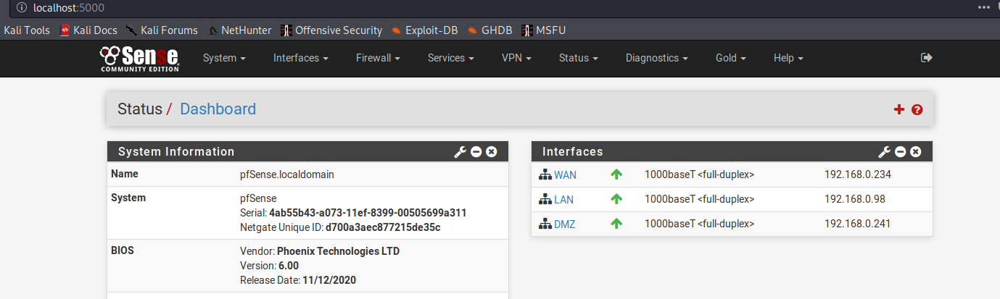 localhost:5000
Kali Tools Kali Docs Kali Forums NetHunter Offensive Security Exploit-DB GHDB MSFU
Sense COMMUNITY EDITION System Interfaces Firewall Services VPN Status Diagnostics Gold Help
Status / Dashboard
System Information
Name pfSense.localdomain
System pfSense
Serial: 4ab55b43-a073-11ef-8399-00505699a311
Netgate Unique ID: d700a3aec877215de35c
BIOS Vendor: Phoenix Technologies LTD
Version: 6.00
Release Date: 11/12/2020
Interfaces
WAN 1000baseT <full-duplex> 192.168.0.234
LAN 1000baseT <full-duplex> 192.168.0.98
DMZ 1000baseT <full-duplex> 192.168.0.241